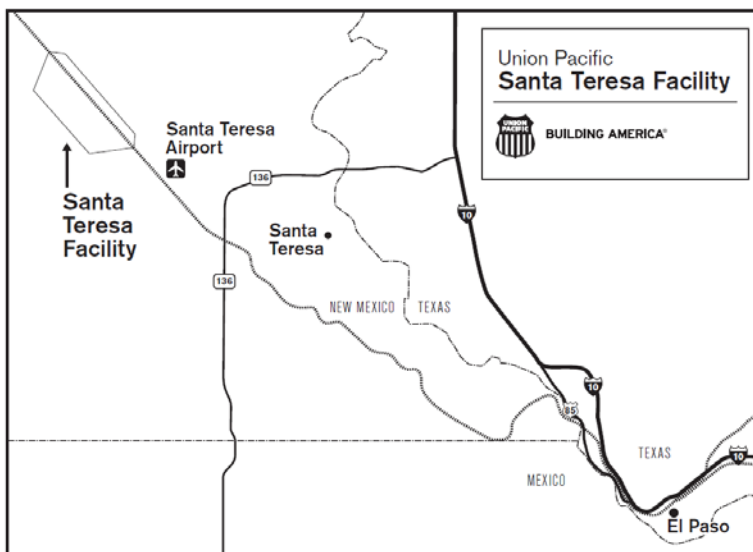 Union Pacific
Santa Teresa Facility
UNION
PACIFIC
BUILDING AMERICA®
Santa Teresa
Airport
136
Santa
Teresa
Facility
Santa
Teresa
10
136
NEW MEXICO
TEXAS
10
85
TEXAS
10
MEXICO
El Paso